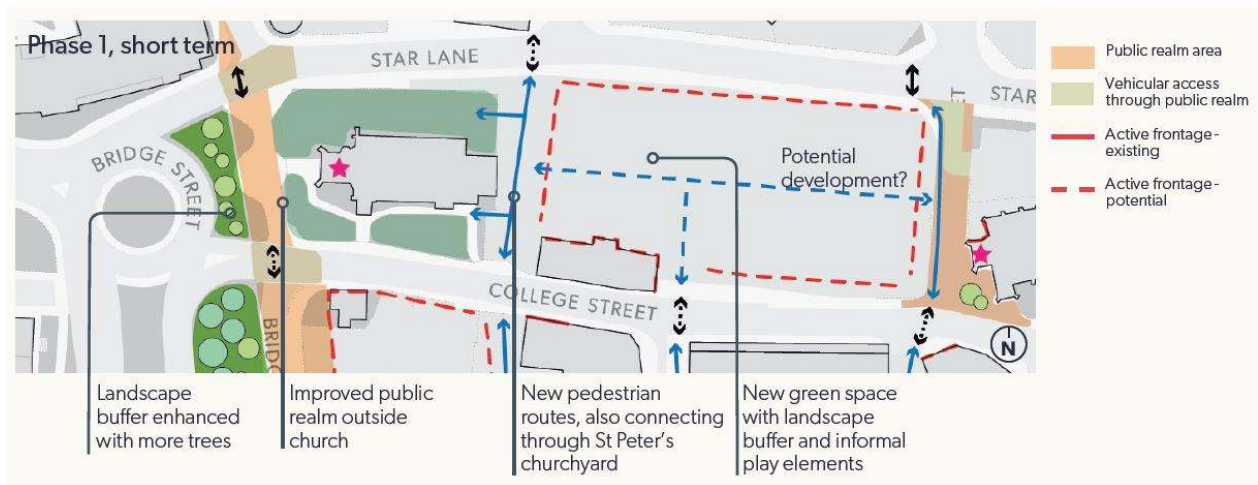 Phase 1, short term
STAR LANE
BRIDGE STREET
Potential
development?
COLLEGE STREET
BRIDG
ET
STAR
N
Public realm area
Vehicular access
through public realm
Active frontage-
existing
Active frontage-
potential
Landscape
buffer enhanced
with more trees
Improved public
realm outside
church
New pedestrian
routes, also connecting
through St Peter's
churchyard
New green space
with landscape
buffer and informal
play elements